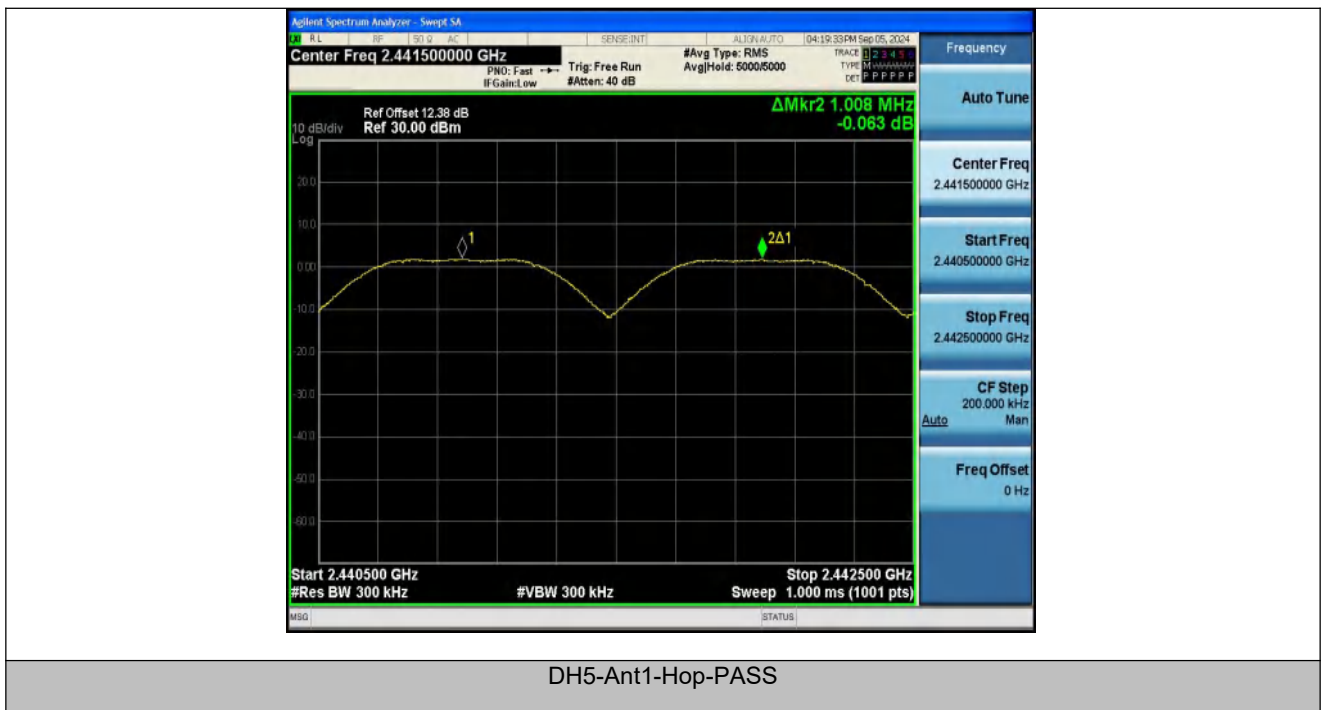 Agilent Spectrum Analyzer - Swept SA
RL RF 50 Ω AC SENSE:INT ALIGN AUTO 04:19:33 PM Sep 05, 2024
Center Freq 2.441500000 GHz
PNO: Fast
IFGain:Low
Trig: Free Run
#Atten: 40 dB
#Avg Type: RMS
Avg|Hold: 5000/5000
TRACE 1 2 3 4 5 6
TYPE M
DET P P P P P P
Frequency
ΔMkr2 1.008 MHz
-0.063 dB
Ref Offset 12.38 dB
10 dB/div Ref 30.00 dBm
Log
20.0
10.0
0.00
-10.0
-20.0
-30.0
-40.0
-50.0
-60.0
1
2Δ1
Start 2.440500 GHz Stop 2.442500 GHz
#Res BW 300 kHz #VBW 300 kHz Sweep 1.000 ms (1001 pts)
MSG STATUS
Auto Tune
Center Freq
2.441500000 GHz
Start Freq
2.440500000 GHz
Stop Freq
2.442500000 GHz
CF Step
200.000 kHz
Auto Man
Freq Offset
0 Hz
DH5-Ant1-Hop-PASS